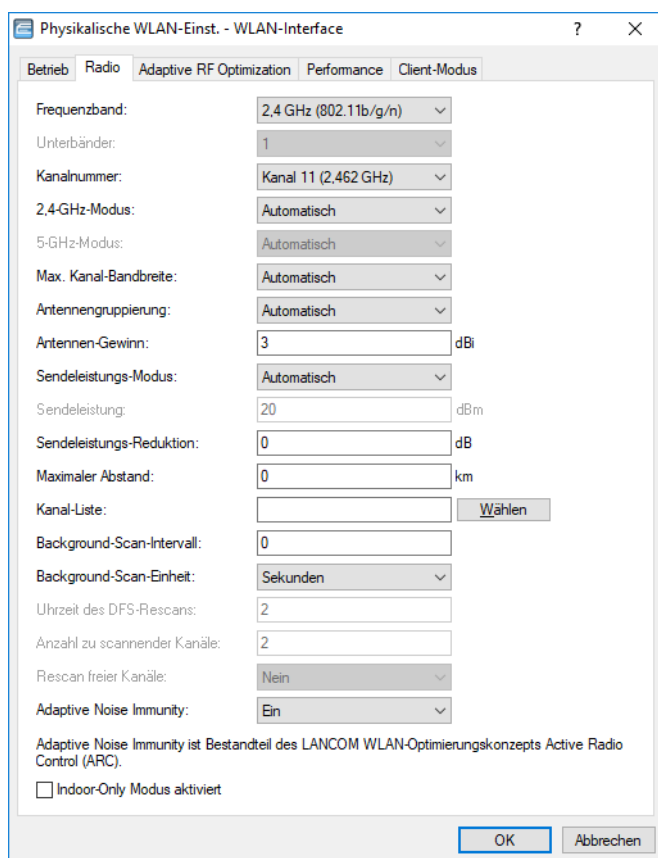 Physikalische WLAN-Einst. - WLAN-Interface ?
Betrieb Radio Adaptive RF Optimization Performance Client-Modus
Frequenzband: 2,4 GHz (802.11b/g/n)
Unterbänder: 1
Kanalnummer: Kanal 11 (2,462 GHz)
2,4-GHz-Modus: Automatisch
5-GHz-Modus: Automatisch
Max. Kanal-Bandbreite: Automatisch
Antennengruppierung: Automatisch
Antennen-Gewinn: 3 dBi
Sendeleistungs-Modus: Automatisch
Sendeleistung: 20 dBm
Sendeleistungs-Reduktion: 0 dB
Maximaler Abstand: 0 km
Kanal-Liste: Wählen
Background-Scan-Intervall: 0
Background-Scan-Einheit: Sekunden
Uhrzeit des DFS-Rescans: 2
Anzahl zu scannender Kanäle: 2
Rescan freier Kanäle: Nein
Adaptive Noise Immunity: Ein
Adaptive Noise Immunity ist Bestandteil des LANCOM WLAN-Optimierungskonzepts Active Radio
Control (ARC).
Indoor-Only Modus aktiviert
OK Abbrechen